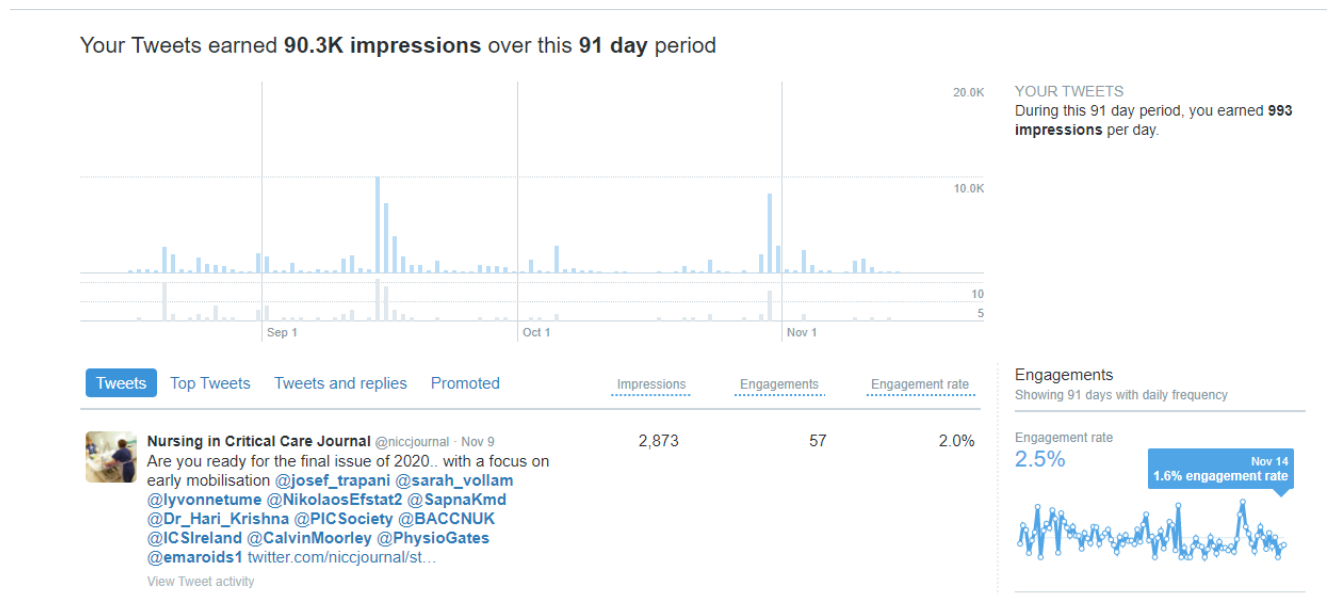 Your Tweets earned 90.3K impressions over this 91 day period
20.0K
10.0K
10
5
Sep 1
Oct 1
Nov 1
YOUR TWEETS
During this 91 day period, you earned 993
impressions per day.
Tweets
Top Tweets
Tweets and replies
Promoted
Impressions
Engagements
Engagement rate
Nursing in Critical Care Journal @niccjournal · Nov 9
Are you ready for the final issue of 2020.. with a focus on
early mobilisation @josef_trapani @sarah_vollam
@lyvonnetume @NikolaosEfstat2 @SapnaKmd
@Dr_Hari_Krishna @PICSociety @BACCNUK
@ICSIreland @CalvinMoorley @PhysioGates
@emaroids1 twitter.com/niccjournal/st…
View Tweet activity
2,873
57
2.0%
Engagements
Showing 91 days with daily frequency
Engagement rate
2.5%
Nov 14
1.6% engagement rate